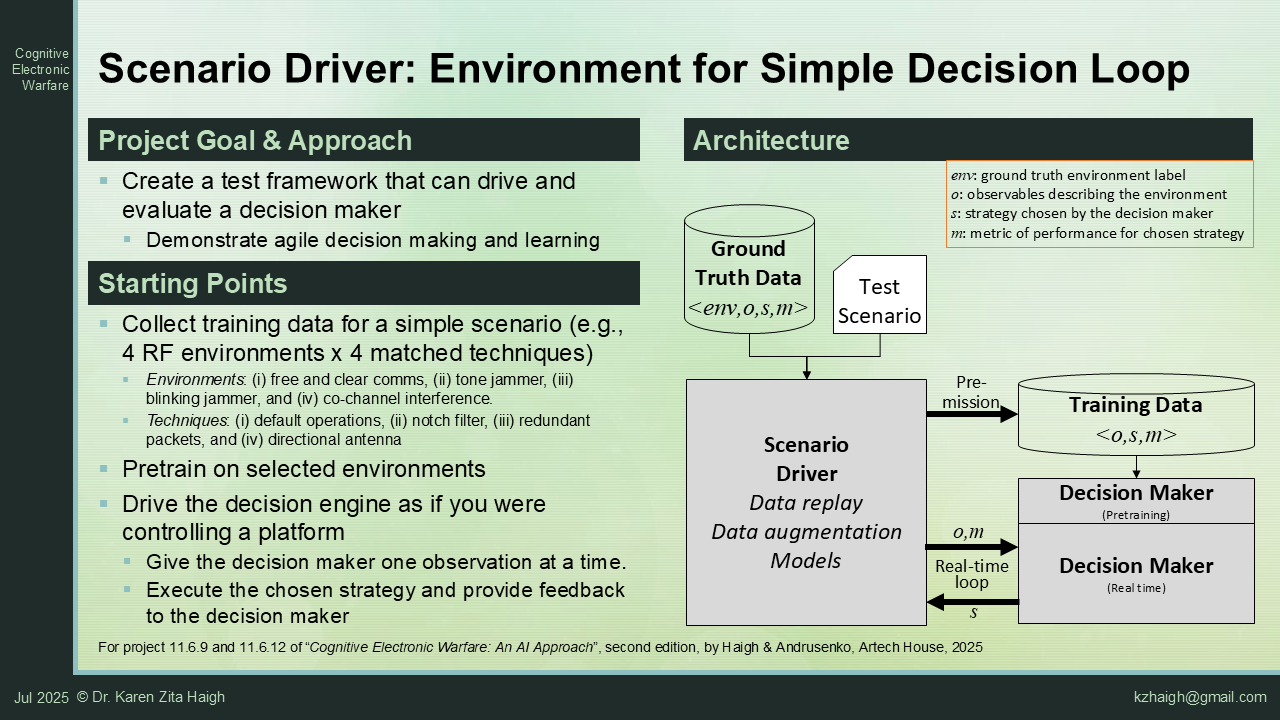 Cognitive
Electronic
Warfare
Scenario Driver: Environment for Simple Decision Loop
Project Goal & Approach
Create a test framework that can drive and
evaluate a decision maker
Demonstrate agile decision making and learning
Starting Points
Collect training data for a simple scenario (e.g.,
4 RF environments x 4 matched techniques)
Environments: (i) free and clear comms, (ii) tone jammer, (iii)
blinking jammer, and (iv) co-channel interference.
Techniques: (i) default operations, (ii) notch filter, (iii) redundant
packets, and (iv) directional antenna
Pretrain on selected environments
Drive the decision engine as if you were
controlling a platform
Give the decision maker one observation at a time.
Execute the chosen strategy and provide feedback
to the decision maker
Architecture
env: ground truth environment label
o: observables describing the environment
s: strategy chosen by the decision maker
m: metric of performance for chosen strategy
Ground
Truth Data
<env,o,s,m>
Test
Scenario
Scenario
Driver
Data replay
Data augmentation
Models
Pre-
mission
Training Data
<o,s,m>
Decision Maker
(Pretraining)
o,m
Real-time
loop
s
Decision Maker
(Real time)
For project 11.6.9 and 11.6.12 of “Cognitive Electronic Warfare: An AI Approach”, second edition, by Haigh & Andrusenko, Artech House, 2025
Jul 2025 © Dr. Karen Zita Haigh
kzhaigh@gmail.com